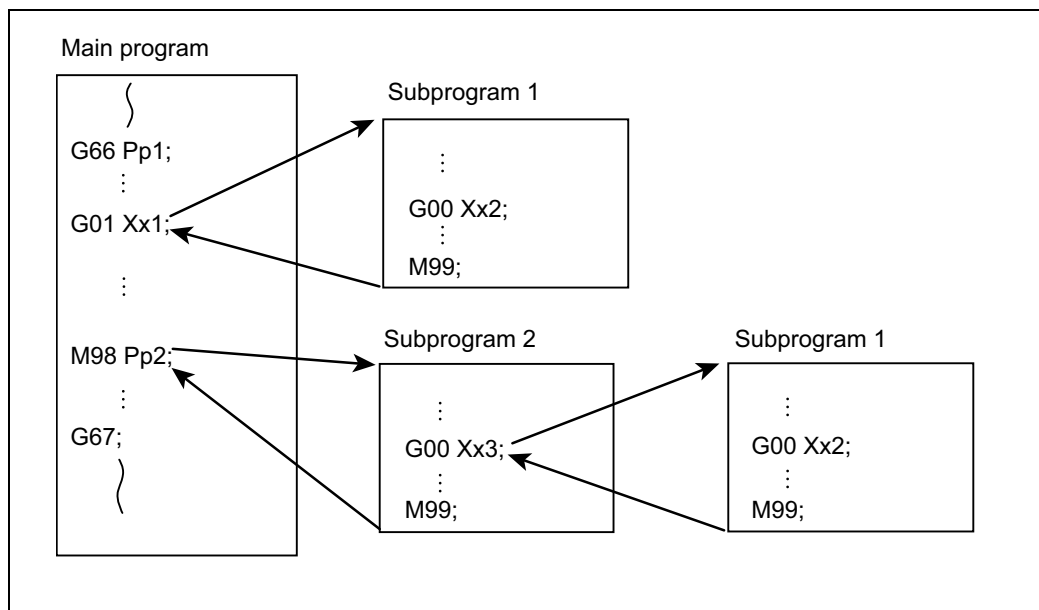 Main program
G66 Pp1;
G01 Xx1;
M98 Pp2;
G67;
Subprogram 1
G00 Xx2;
M99;
Subprogram 2
G00 Xx3;
M99;
Subprogram 1
G00 Xx2;
M99;